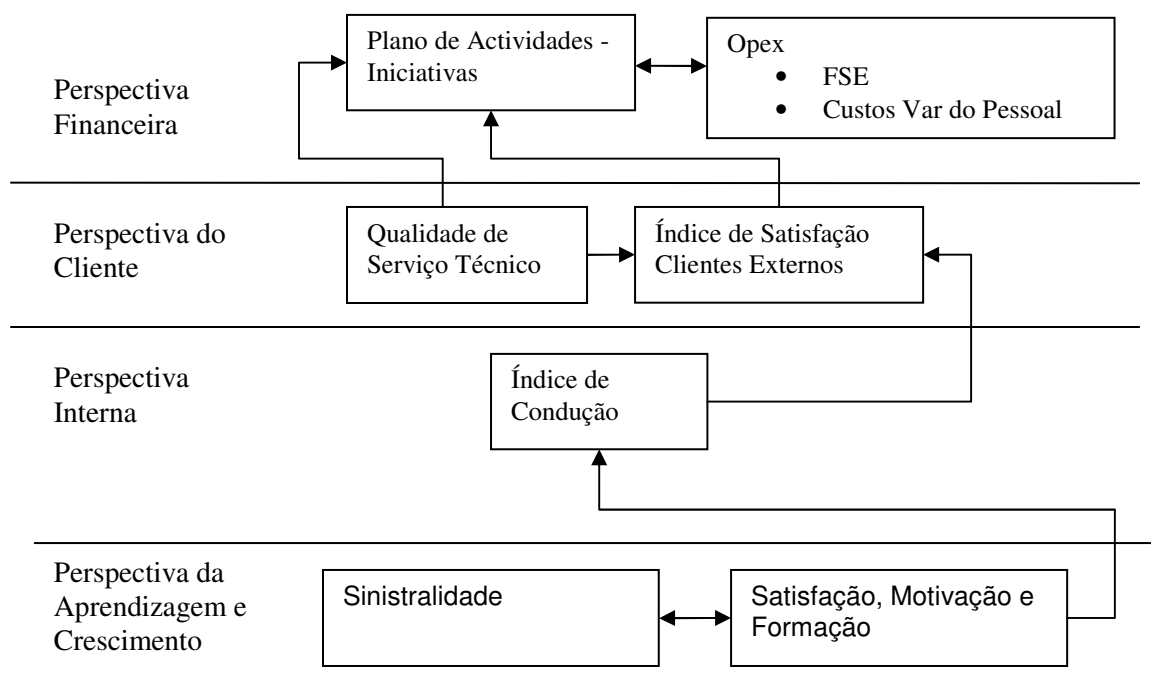 Perspectiva
Financeira
Plano de Actividades -
Iniciativas
Opex
• FSE
• Custos Var do Pessoal
Perspectiva do
Cliente
Qualidade de
Serviço Técnico
Índice de Satisfação
Clientes Externos
Perspectiva
Interna
Índice de
Condução
Perspectiva da
Aprendizagem e
Crescimento
Sinistralidade
Satisfação, Motivação e
Formação